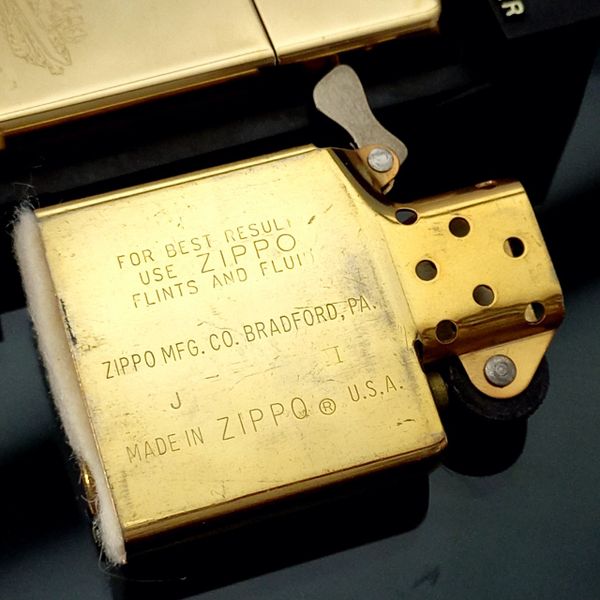 FOR BEST RESULT
USE ZIPPO
FLINTS AND FLUID
ZIPPO MFG. CO. BRADFORD, PA.
J I
MADE IN ZIPPO ® U.S.A.
R